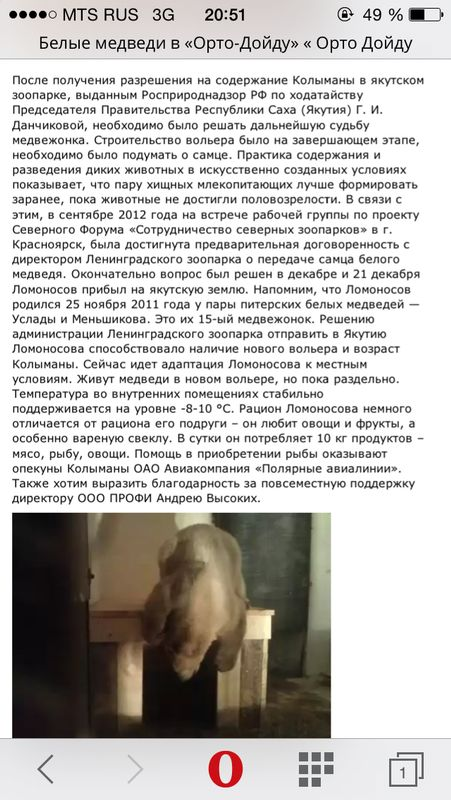 MTS RUS 3G 20:51 49 %
Белые медведи в «Орто-Дойду» « Орто Дойду
После получения разрешения на содержание Колыманы в якутском
зоопарке, выданным Росприроднадзор РФ по ходатайству
Председателя Правительства Республики Саха (Якутия) Г. И.
Данчиковой, необходимо было решать дальнейшую судьбу
медвежонка. Строительство вольера было на завершающем этапе,
необходимо было подумать о самце. Практика содержания и
разведения диких животных в искусственно созданных условиях
показывает, что пару хищных млекопитающих лучше формировать
заранее, пока животные не достигли половозрелости. В связи с
этим, в сентябре 2012 года на встрече рабочей группы по проекту
Северного Форума «Сотрудничество северных зоопарков» в г.
Красноярск, была достигнута предварительная договоренность с
директором Ленинградского зоопарка о передаче самца белого
медведя. Окончательно вопрос был решен в декабре и 21 декабря
Ломоносов прибыл на якутскую землю. Напомним, что Ломоносов
родился 25 ноября 2011 года у пары питерских белых медведей —
Услады и Меньшикова. Это их 15-ый медвежонок. Решению
администрации Ленинградского зоопарка отправить в Якутию
Ломоносова способствовало наличие нового вольера и возраст
Колыманы. Сейчас идет адаптация Ломоносова к местным
условиям. Живут медведи в новом вольере, но пока раздельно.
Температура во внутренних помещениях стабильно
поддерживается на уровне -8-10 °С. Рацион Ломоносова немного
отличается от рациона его подруги – он любит овощи и фрукты, а
особенно вареную свеклу. В сутки он потребляет 10 кг продуктов –
мясо, рыбу, овощи. Помощь в приобретении рыбы оказывают
опекуны Колыманы ОАО Авиакомпания «Полярные авиалинии».
Также хотим выразить благодарность за повсеместную поддержку
директору ООО ПРОФИ Андрею Высоких.
1